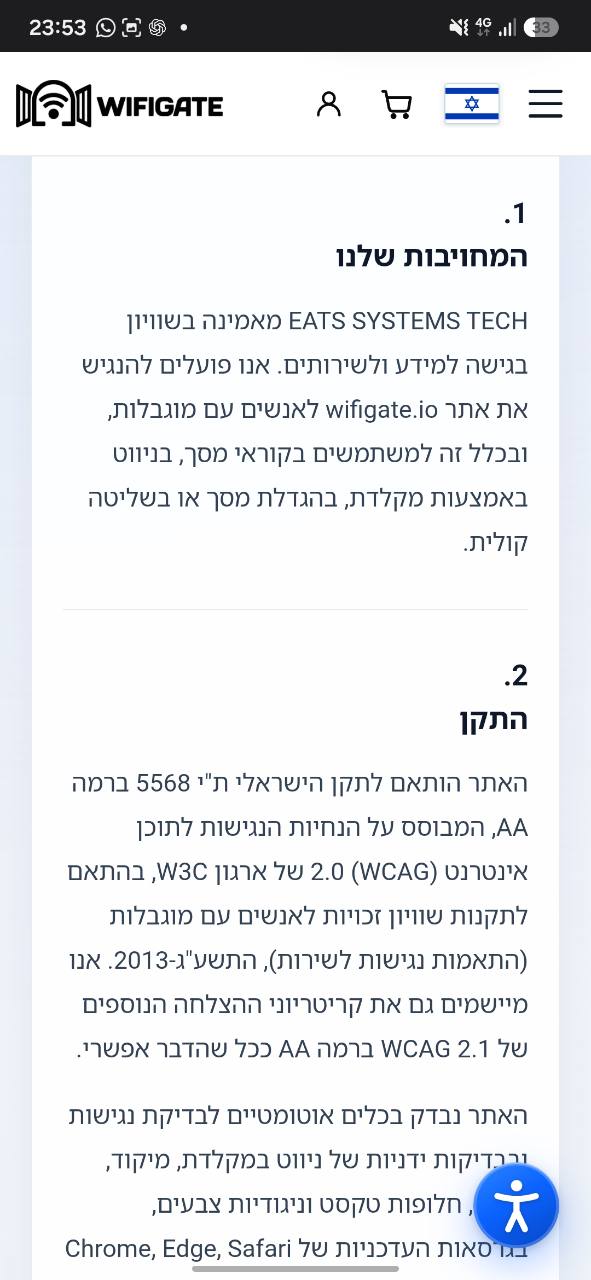 23:53
4G
33
WIFIGATE
.1
המחויבות שלנו
EATS SYSTEMS TECH מאמינה בשוויון
בגישה למידע ולשירותים. אנו פועלים להנגיש
את אתר wifigate.io לאנשים עם מוגבלות,
ובכלל זה למשתמשים בקוראי מסך, בניווט
באמצעות מקלדת, בהגדלת מסך או בשליטה
קולית.
.2
התקן
האתר הותאם לתקן הישראלי ת"י 5568 ברמה
AA, המבוסס על הנחיות הנגישות לתוכן
אינטרנט (WCAG) 2.0 של ארגון W3C, בהתאם
לתקנות שוויון זכויות לאנשים עם מוגבלות
(התאמות נגישות לשירות), התשע"ג-2013. אנו
מיישמים גם את קריטריוני ההצלחה הנוספים
של WCAG 2.1 ברמה AA ככל שהדבר אפשרי.
האתר נבדק בכלים אוטומטיים לבדיקת נגישות
ובבדיקות ידניות של ניווט במקלדת, מיקוד,
, חלופות טקסט וניגודיות צבעים,
בגרסאות העדכניות של Chrome, Edge, Safari